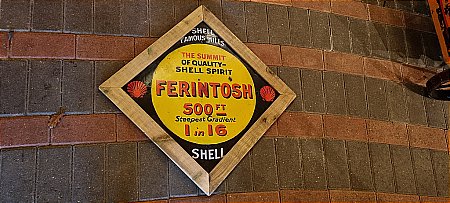 SHELL
FAMOUS HILLS
THE SUMMIT
OF QUALITY-
SHELL SPIRIT
FERINTOSH
500 FT
Steepest Gradient
1 in 16
SHELL